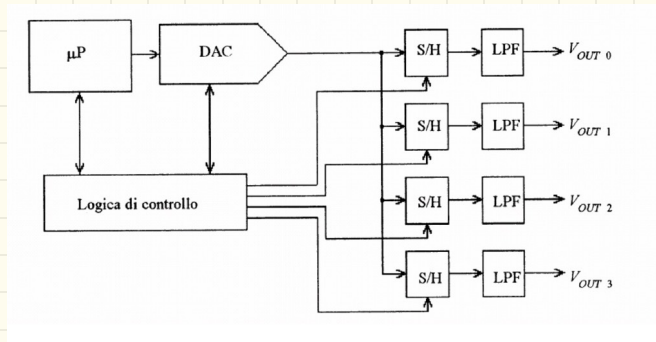 µP
DAC
S/H
LPF
V_OUT 0
S/H
LPF
V_OUT 1
Logica di controllo
S/H
LPF
V_OUT 2
S/H
LPF
V_OUT 3